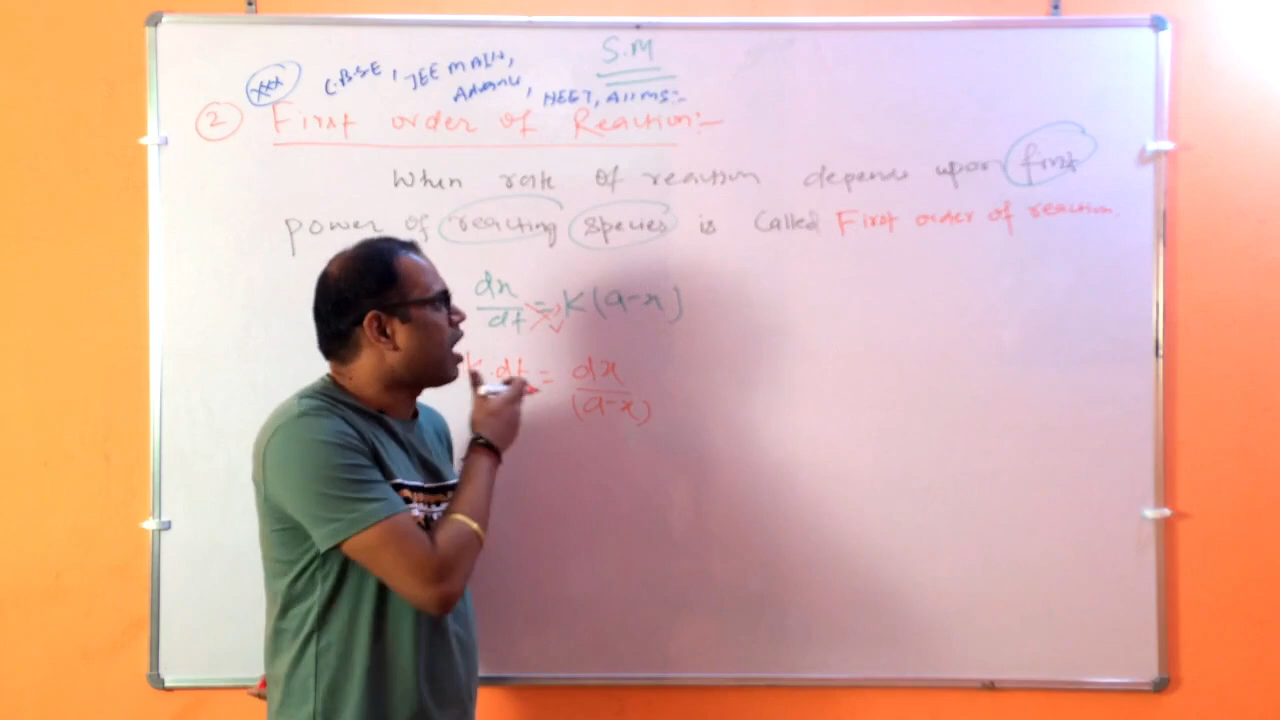 S.M
xxx CBSE, JEE MAIN,
Advance, NEET, AIIMS:-
② First order of Reaction:-
When rate of reaction depends upon first
power of reacting species is called First order of reaction
dx/dt = K(a-x)
K.dt = dx/(a-x)